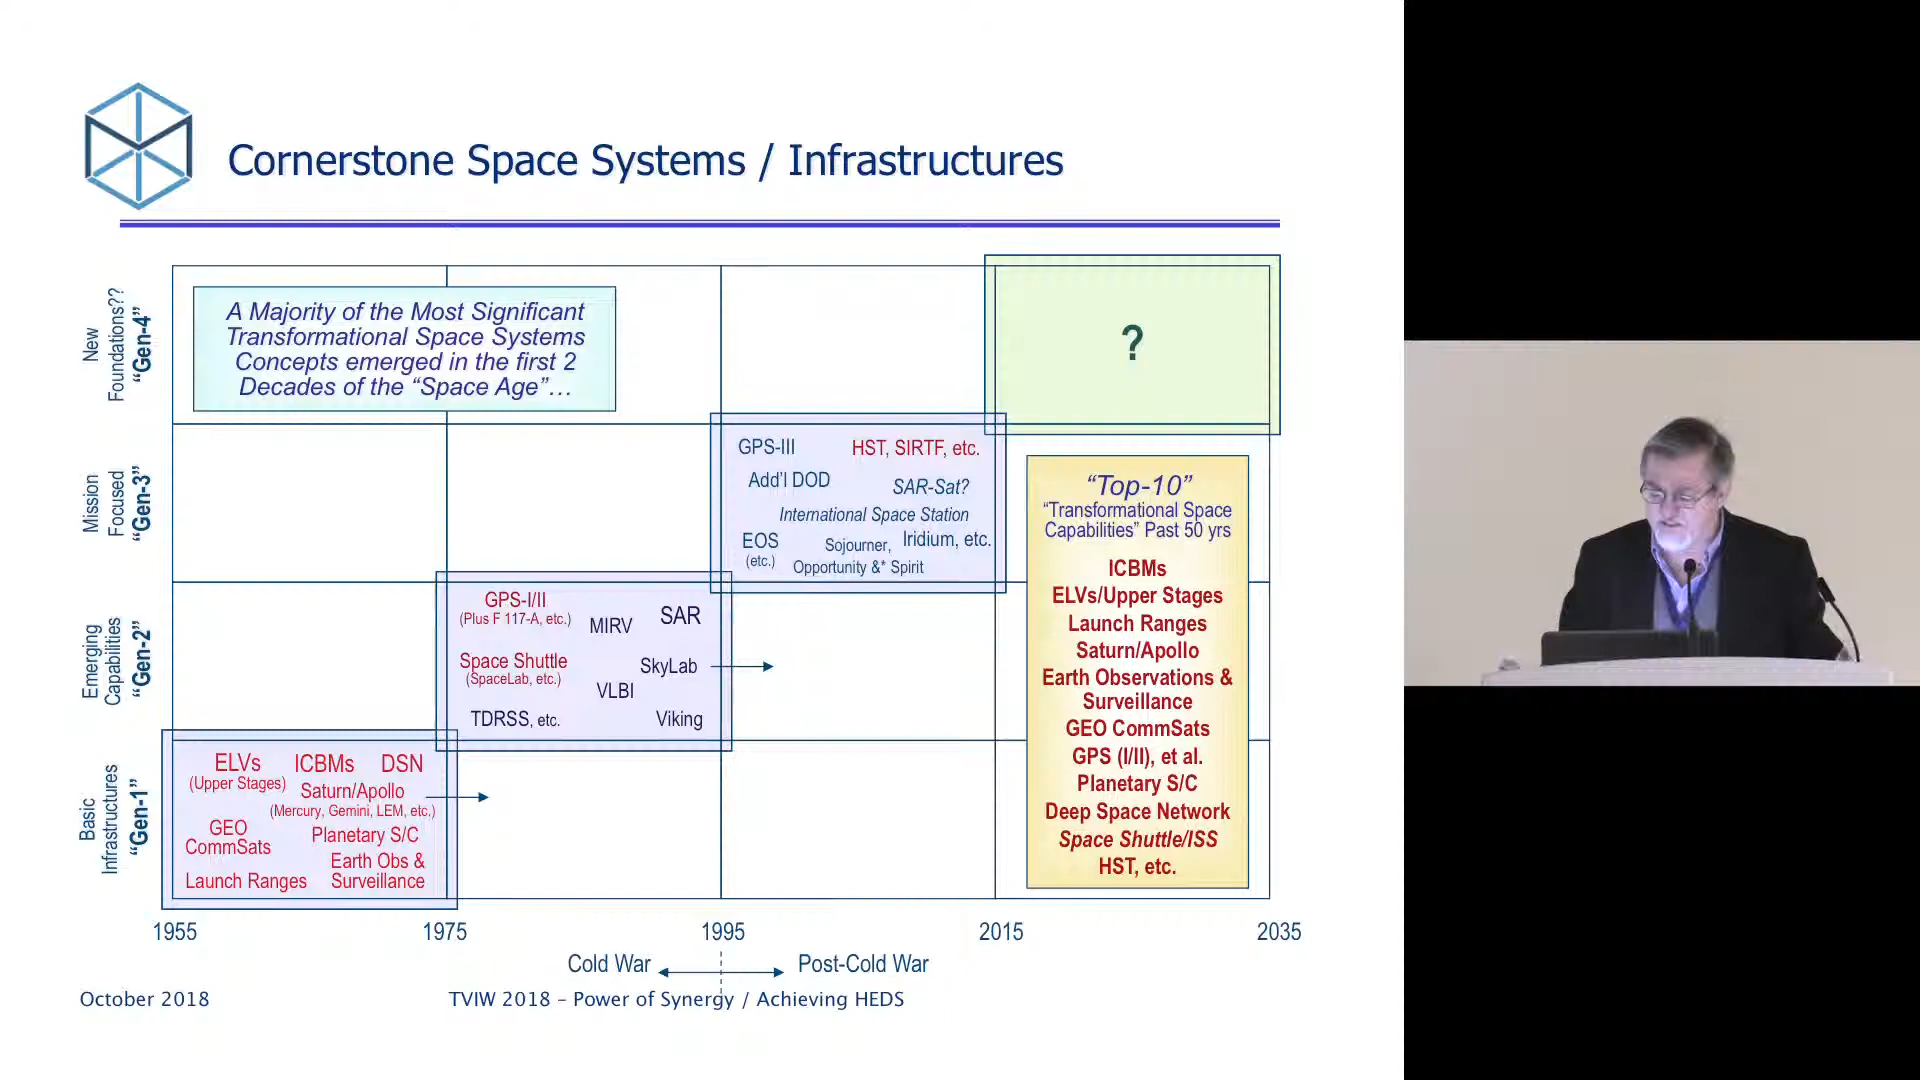 Cornerstone Space Systems / Infrastructures
New
Foundations??
“Gen-4”
A Majority of the Most Significant
Transformational Space Systems
Concepts emerged in the first 2
Decades of the “Space Age”…
?
Mission
Focused
“Gen-3”
GPS-III
HST, SIRTF, etc.
Add’l DOD
SAR-Sat?
International Space Station
EOS
(etc.)
Sojourner,
Iridium, etc.
Opportunity &* Spirit
“Top-10”
“Transformational Space
Capabilities” Past 50 yrs
ICBMs
ELVs/Upper Stages
Launch Ranges
Saturn/Apollo
Earth Observations &
Surveillance
GEO CommSats
GPS (I/II), et al.
Planetary S/C
Deep Space Network
Space Shuttle/ISS
HST, etc.
Emerging
Capabilities
“Gen-2”
GPS-I/II
(Plus F 117-A, etc.)
MIRV
SAR
Space Shuttle
(SpaceLab, etc.)
SkyLab
VLBI
TDRSS, etc.
Viking
Basic
Infrastructures
“Gen-1”
ELVs
(Upper Stages)
ICBMs
DSN
Saturn/Apollo
(Mercury, Gemini, LEM, etc.)
GEO
CommSats
Planetary S/C
Earth Obs &
Surveillance
Launch Ranges
1955
1975
1995
2015
2035
Cold War
Post-Cold War
October 2018
TVIW 2018 – Power of Synergy / Achieving HEDS